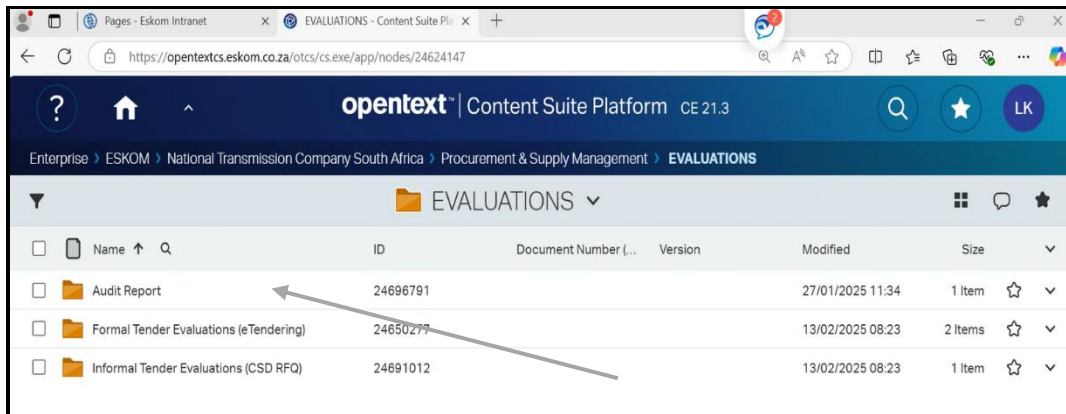 Pages - Eskom Intranet
EVALUATIONS - Content Suite Pla
2
https://opentextcs.eskom.co.za/otcs/cs.exe/app/nodes/24624147
opentext™ | Content Suite Platform CE 21.3
LK
Enterprise > ESKOM > National Transmission Company South Africa > Procurement & Supply Management > EVALUATIONS
EVALUATIONS
Name ID Document Number (... Version Modified Size
Audit Report 24696791 27/01/2025 11:34 1 Item
Formal Tender Evaluations (eTendering) 24650277 13/02/2025 08:23 2 Items
Informal Tender Evaluations (CSD RFQ) 24691012 13/02/2025 08:23 1 Item